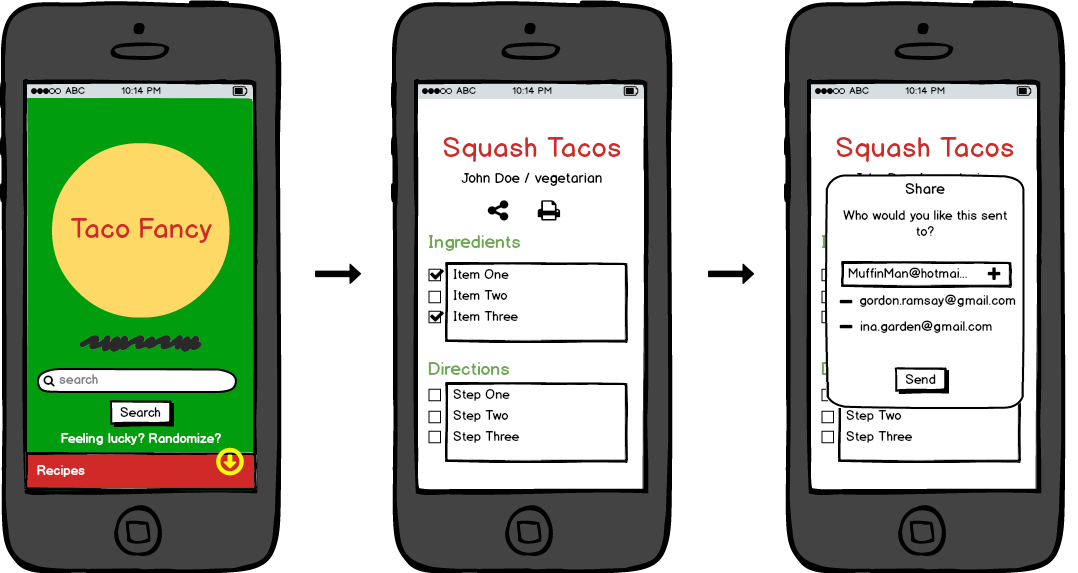 ABC 10:14 PM
Taco Fancy
search
Search
Feeling lucky? Randomize?
Recipes
ABC 10:14 PM
Squash Tacos
John Doe / vegetarian
Ingredients
Item One
Item Two
Item Three
Directions
Step One
Step Two
Step Three
ABC 10:14 PM
Squash Tacos
Share
Who would you like this sent
to?
MuffinMan@hotmai...
gordon.ramsay@gmail.com
ina.garden@gmail.com
Send
Step Two
Step Three